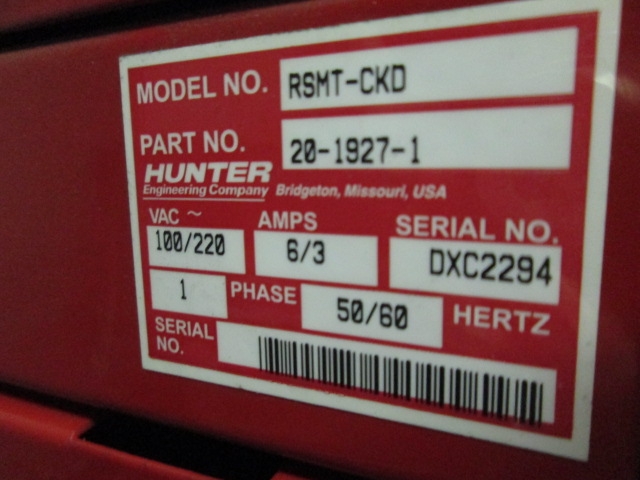 MODEL NO. RSMT-CKD
PART NO. 20-1927-1
HUNTER
Engineering Company Bridgeton, Missouri, USA
VAC ~ AMPS SERIAL NO.
100/220 6/3 DXC2294
1 PHASE 50/60 HERTZ
SERIAL
NO.